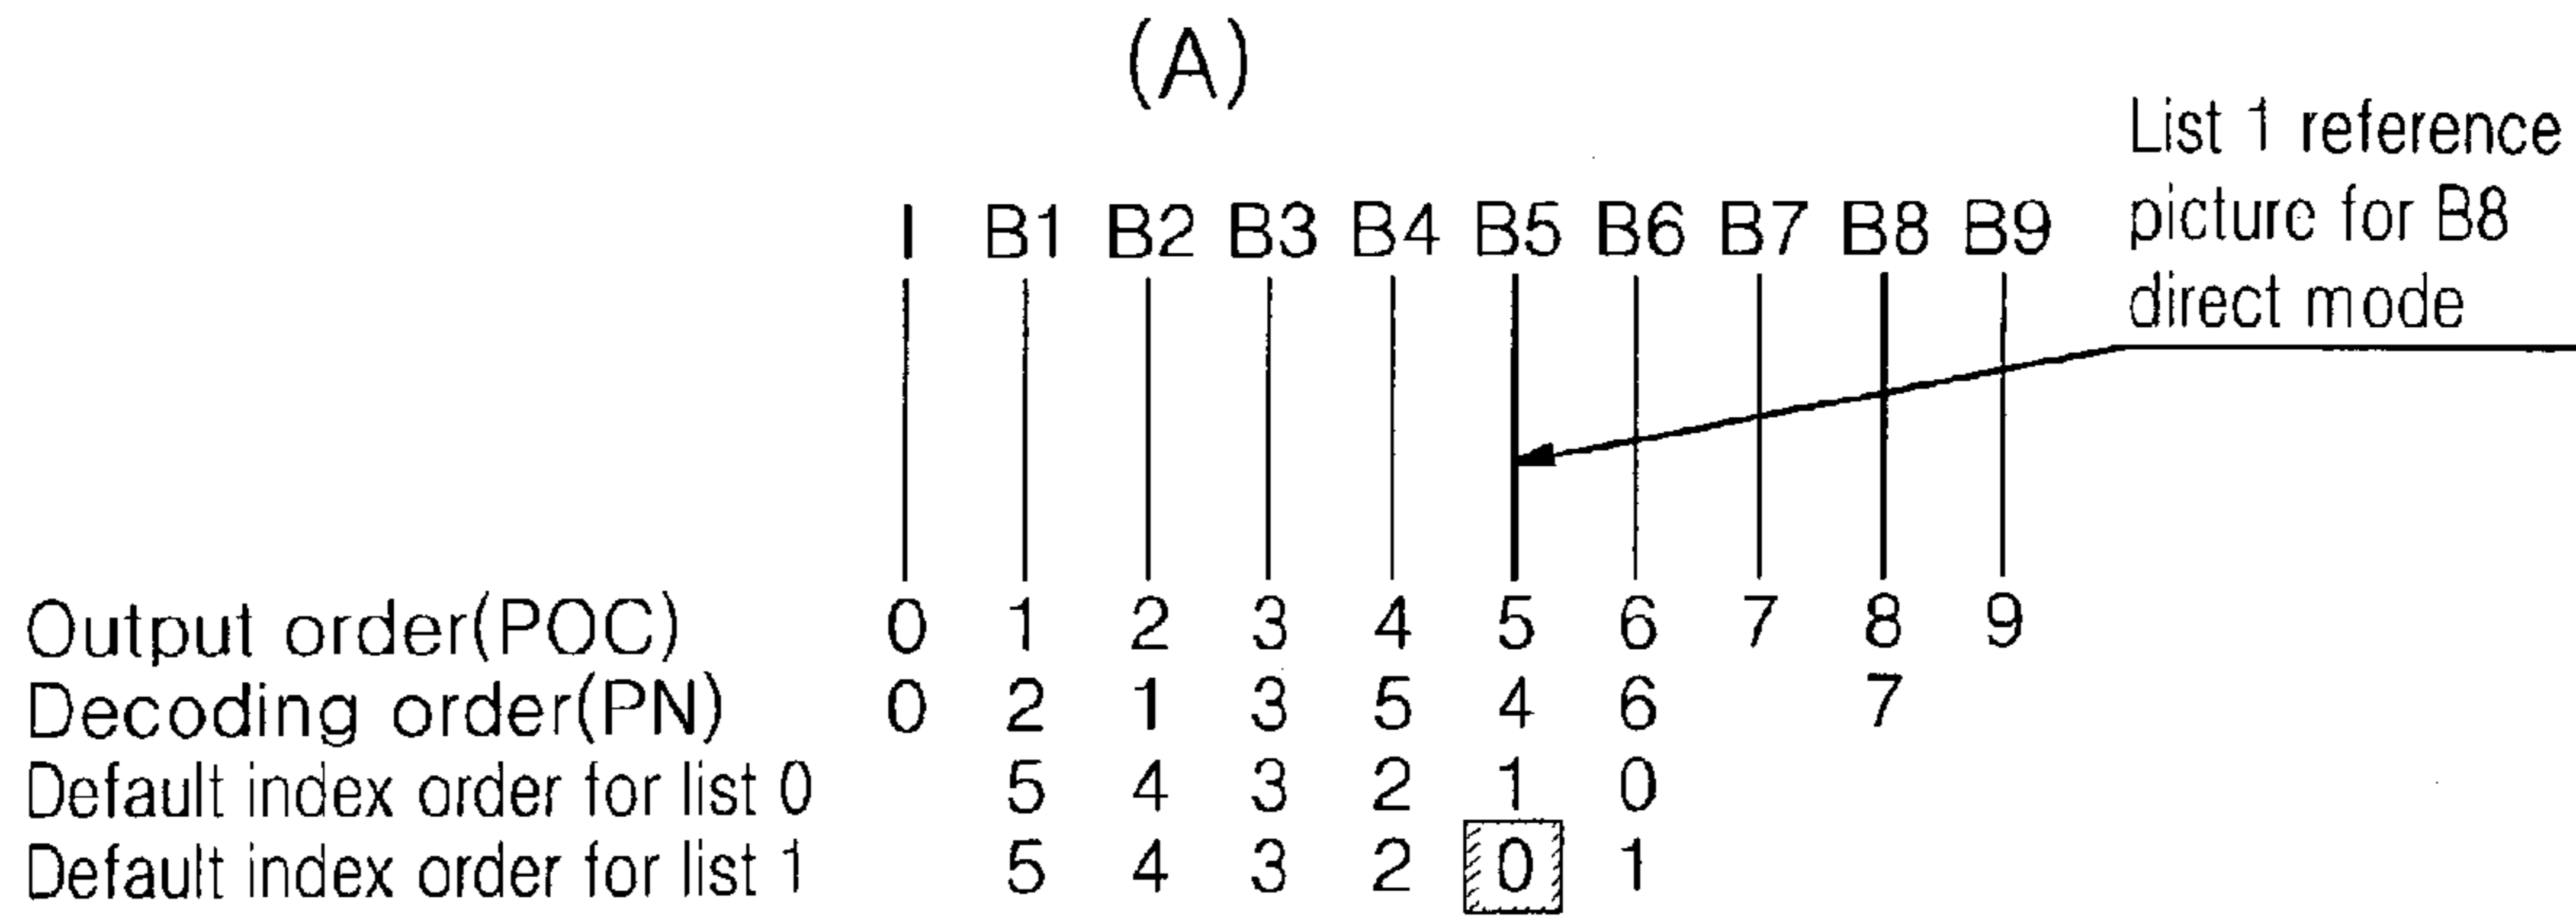 (A)
List 1 reference
picture for B8
direct mode
I B1 B2 B3 B4 B5 B6 B7 B8 B9
Output order(POC) 0 1 2 3 4 5 6 7 8 9
Decoding order(PN) 0 2 1 3 5 4 6 7
Default index order for list 0 5 4 3 2 1 0
Default index order for list 1 5 4 3 2 0 1